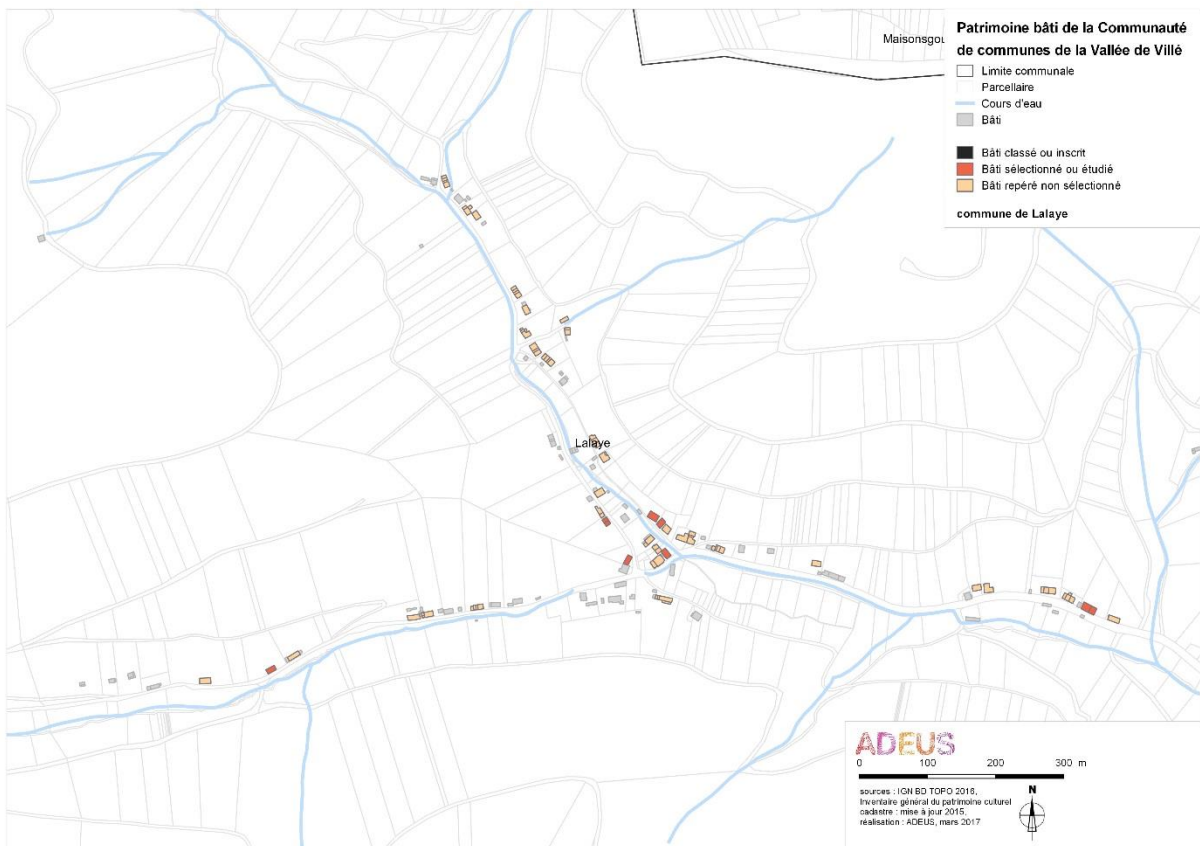 Patrimoine bâti de la Communauté
de communes de la Vallée de Villé
Limite communale
Parcellaire
Cours d'eau
Bâti
Bâti classé ou inscrit
Bâti sélectionné ou étudié
Bâti repéré non sélectionné
commune de Lalaye
Maisonsgou
Lalaye
ADEUS
0 100 200 300 m
sources : IGN BD TOPO 2016,
Inventaire général du patrimoine culturel
cadastre : mise à jour 2015,
réalisation : ADEUS, mars 2017
N